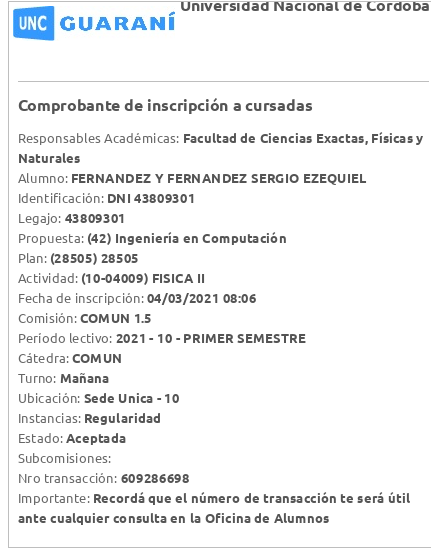 Universidad Nacional de Córdoba
UNC GUARANÍ
Comprobante de inscripción a cursadas
Responsables Académicas: Facultad de Ciencias Exactas, Físicas y
Naturales
Alumno: FERNANDEZ Y FERNANDEZ SERGIO EZEQUIEL
Identificación: DNI 43809301
Legajo: 43809301
Propuesta: (42) Ingeniería en Computación
Plan: (28505) 28505
Actividad: (10-04009) FISICA II
Fecha de inscripción: 04/03/2021 08:06
Comisión: COMUN 1.5
Período lectivo: 2021 - 10 - PRIMER SEMESTRE
Cátedra: COMUN
Turno: Mañana
Ubicación: Sede Unica - 10
Instancias: Regularidad
Estado: Aceptada
Subcomisiones:
Nro transacción: 609286698
Importante: Recordá que el número de transacción te será útil
ante cualquier consulta en la Oficina de Alumnos